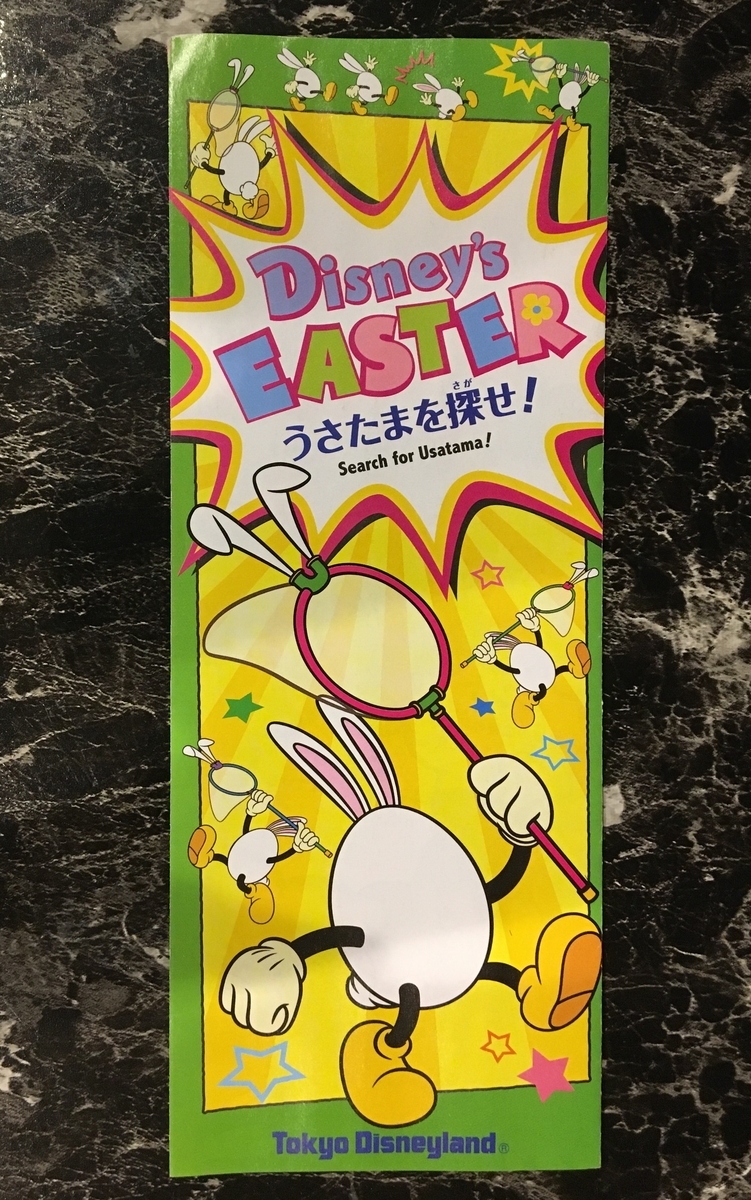 Disney's
EASTER
さが
うさたまを探せ!
Search for Usatama!
Tokyo Disneyland®